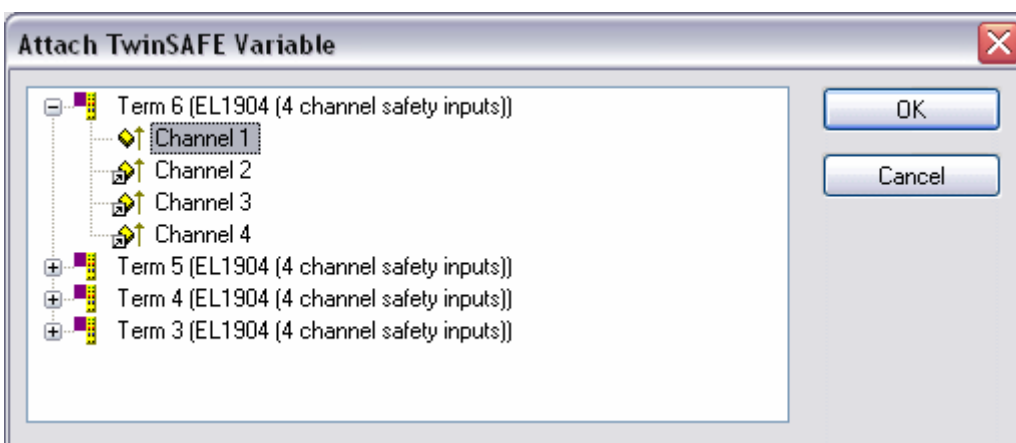 Attach TwinSAFE Variable
Term 6 (EL1904 (4 channel safety inputs))
Channel 1
Channel 2
Channel 3
Channel 4
Term 5 (EL1904 (4 channel safety inputs))
Term 4 (EL1904 (4 channel safety inputs))
Term 3 (EL1904 (4 channel safety inputs))
OK
Cancel